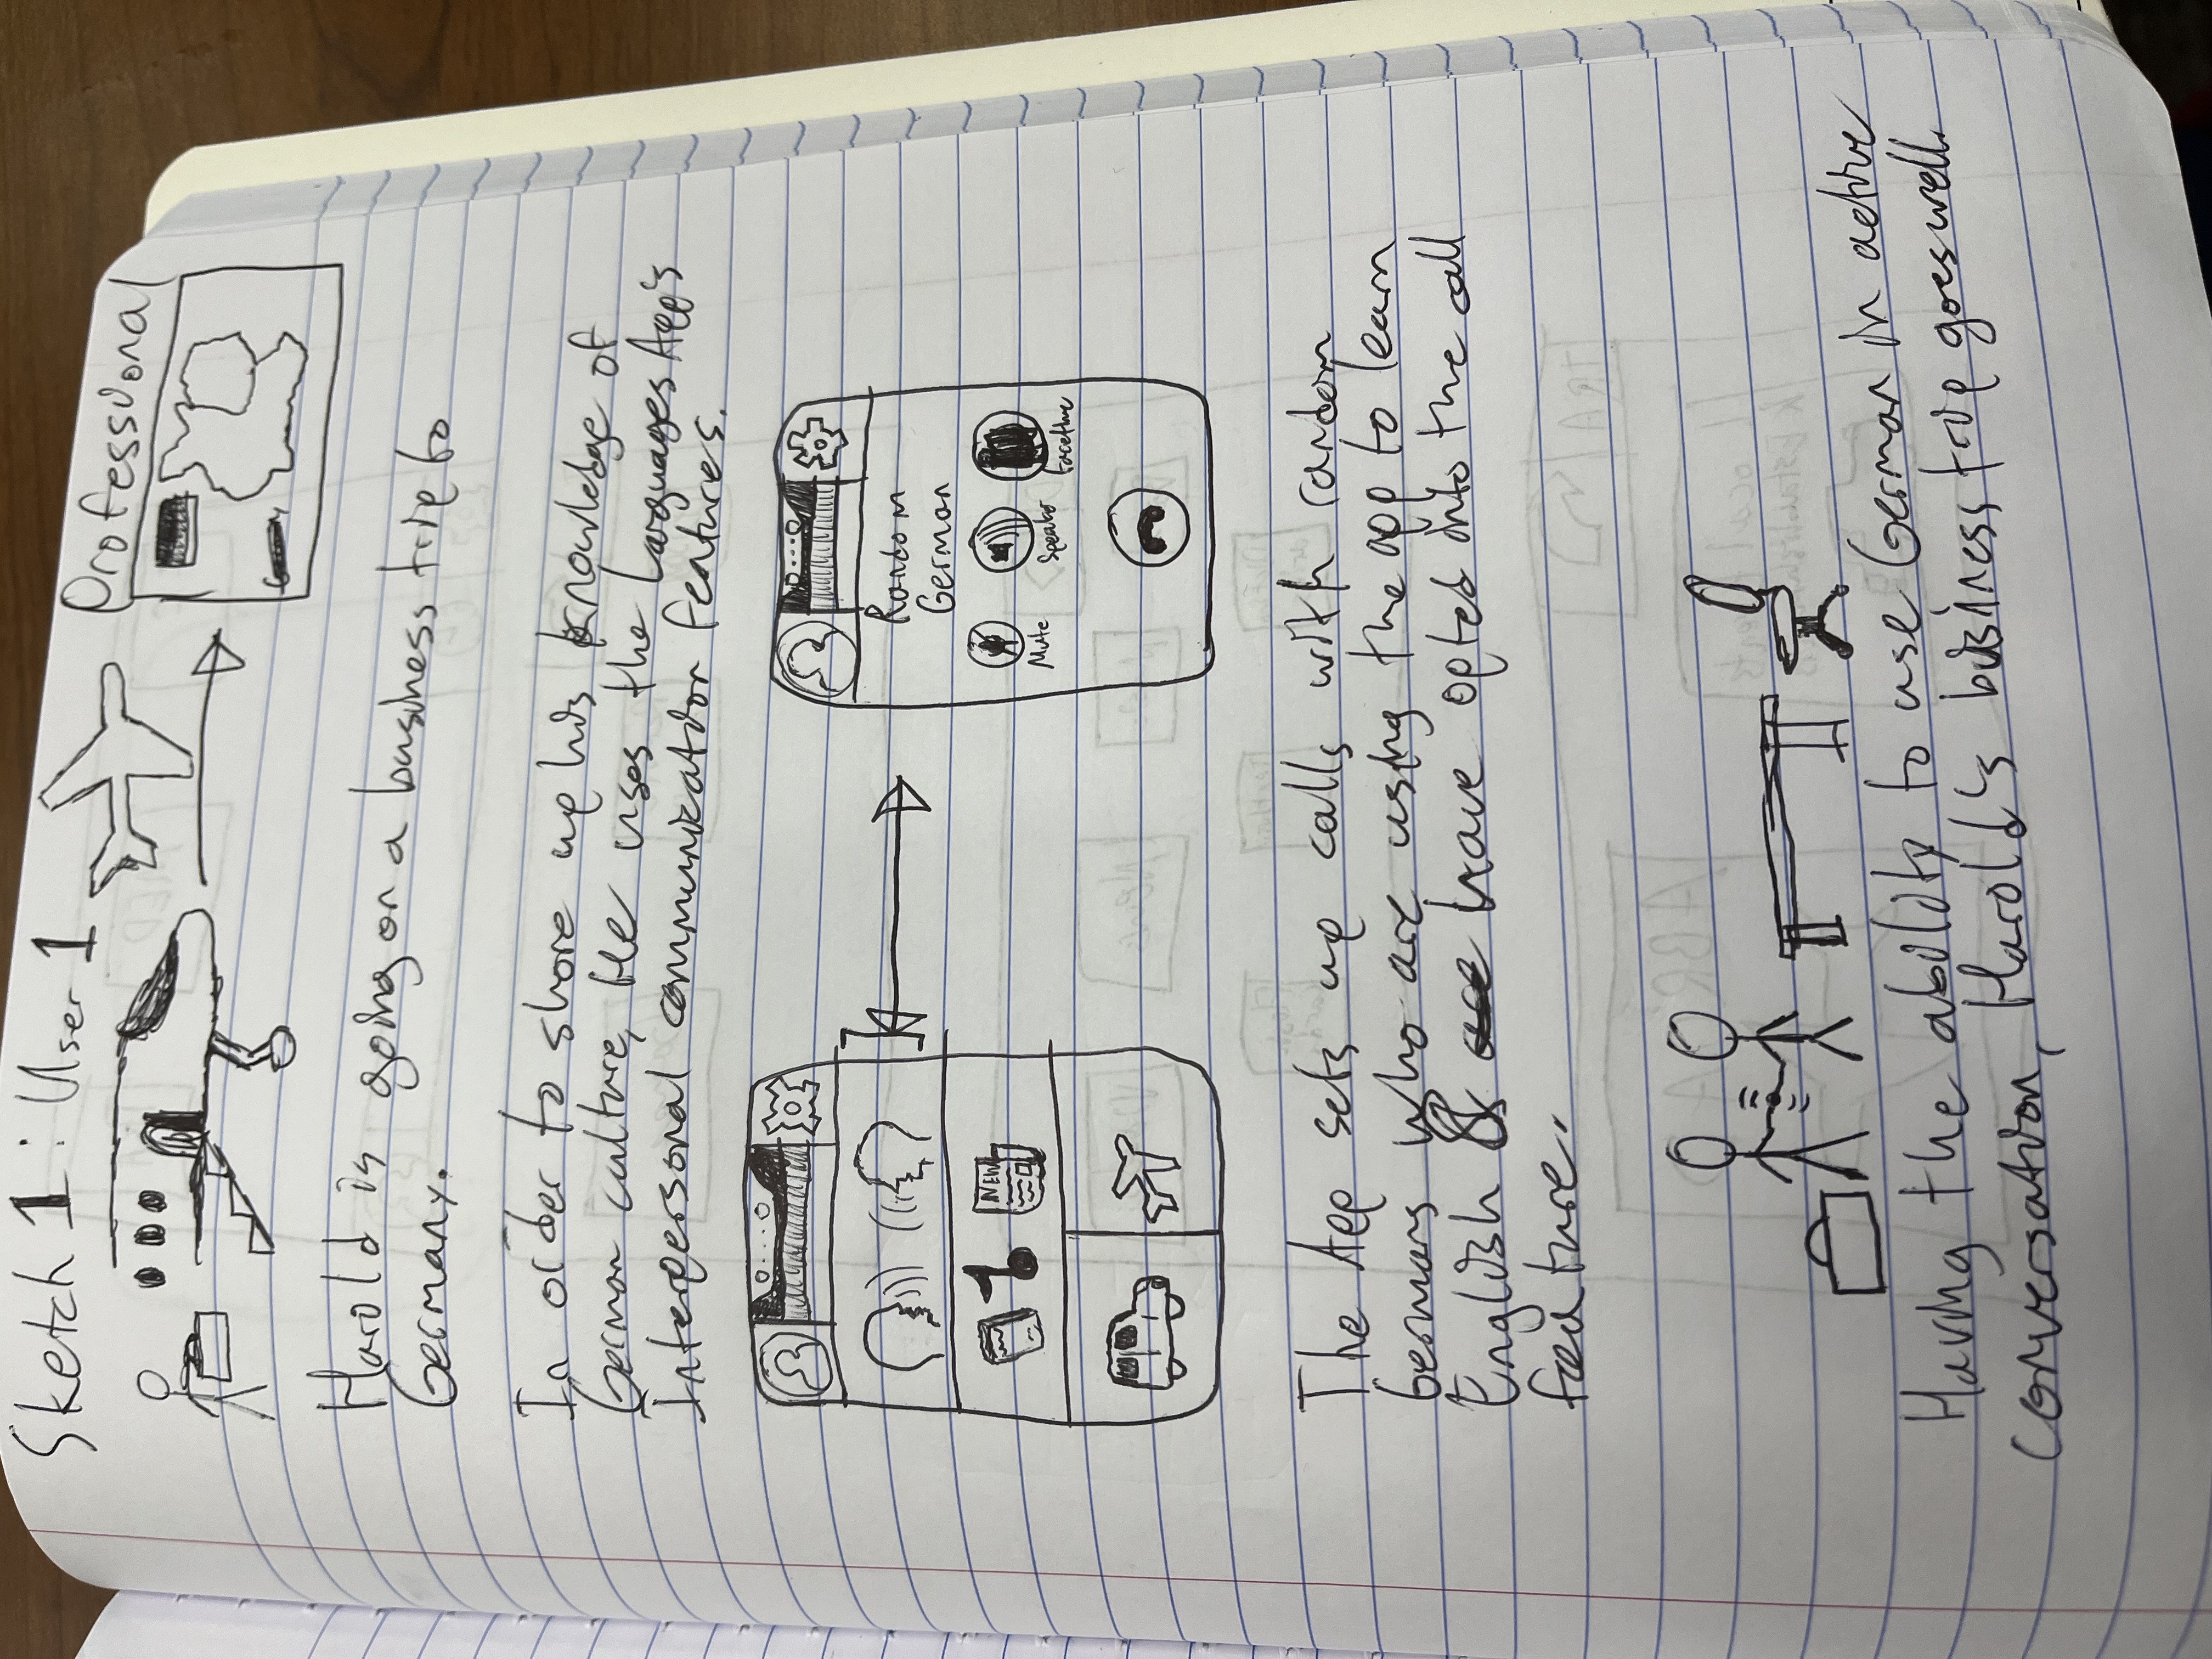 Sketch 1: User 1
Professional
Harold is going on a business trip to
Germany.
In order to shore up his knowledge of
German culture, He uses the Languages App's
Interpersonal communication features.
NEWS
Random
German
Mute
Speaker
facetime
The App sets up calls with random
Germans who are using the app to learn
English & have opted into the call
feature.
Having the ability to use German in active
conversation, Harold's business trip goes well.